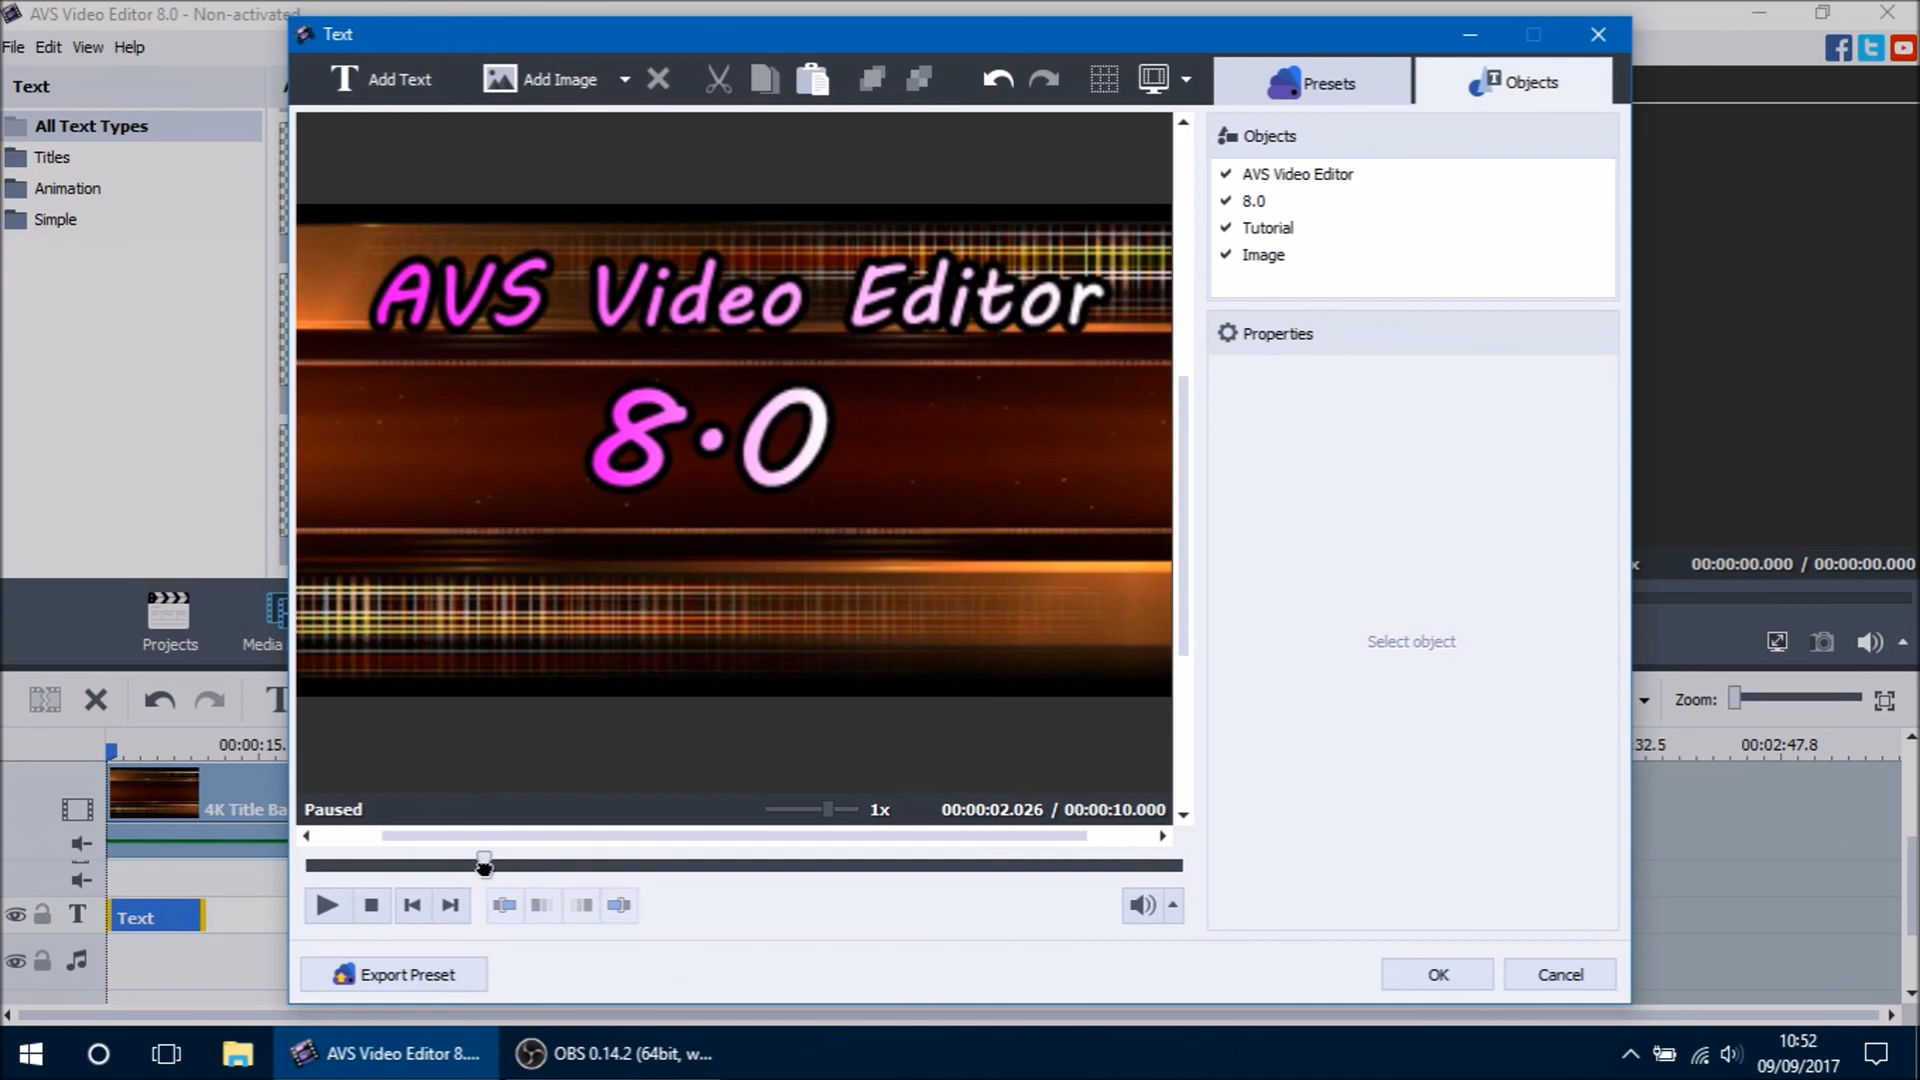 AVS Video Editor 8.0 - Non-activated
File Edit View Help
Text
All Text Types
Titles
Animation
Simple
Projects
Media
00:00:15.
4K Title Ba
Text
Text
Add Text
Add Image
Presets
Objects
AVS Video Editor
8.0
Paused
1x
00:00:02.026 / 00:00:10.000
Export Preset
Objects
AVS Video Editor
8.0
Tutorial
Image
Properties
Select object
OK
Cancel
x
00:00:00.000 / 00:00:00.000
Zoom:
32.5
00:02:47.8
AVS Video Editor 8....
OBS 0.14.2 (64bit, w...
10:52
09/09/2017